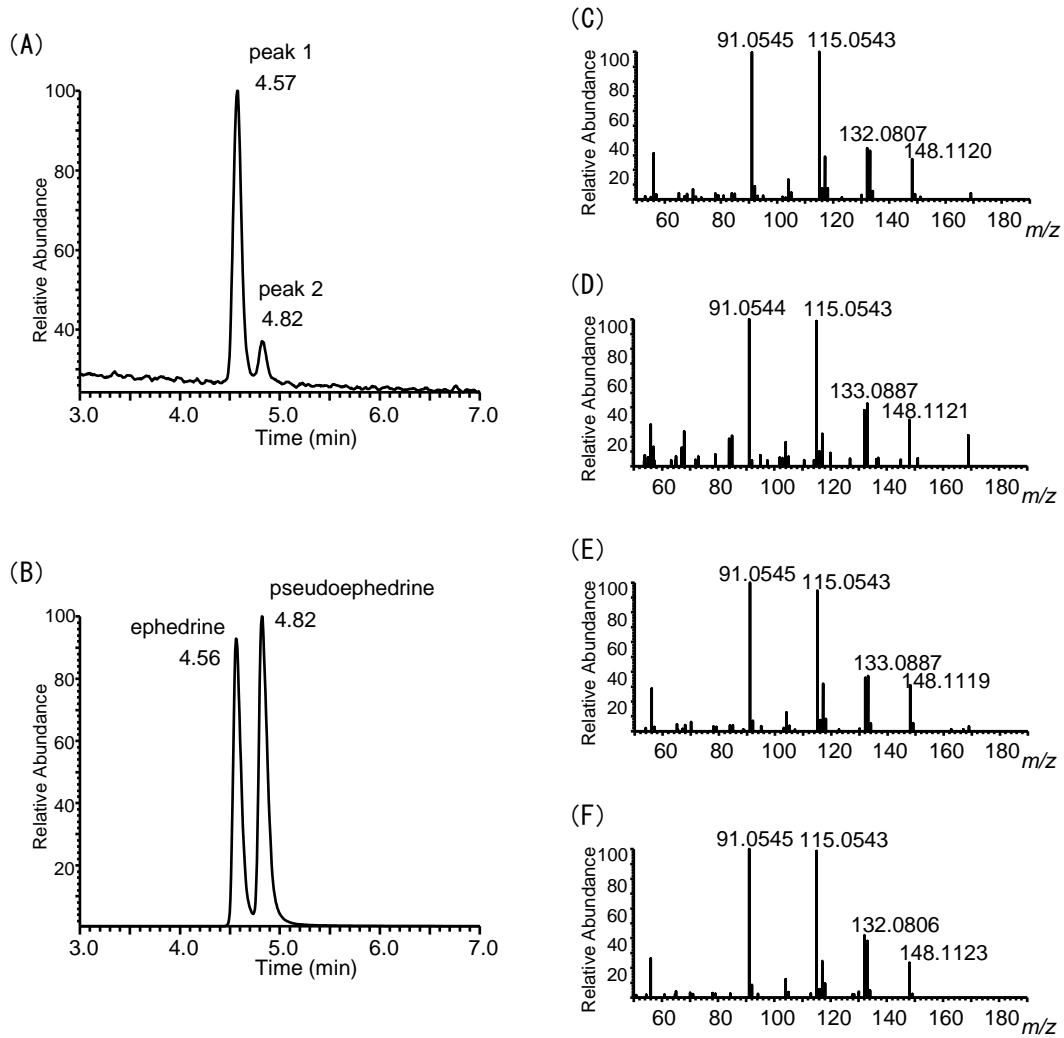 (A)
peak 1
4.57
100
80
60
40
peak 2
4.82
Relative Abundance
3.0 4.0 5.0 6.0 7.0
Time (min)
(B)
pseudoephedrine
4.82
ephedrine
4.56
100
80
60
40
20
Relative Abundance
3.0 4.0 5.0 6.0 7.0
Time (min)
(C)
91.0545 115.0543
132.0807
148.1120
100
80
60
40
20
Relative Abundance
60 80 100 120 140 160 180
m/z
(D)
91.0544 115.0543
133.0887
148.1121
100
80
60
40
20
Relative Abundance
60 80 100 120 140 160 180
m/z
(E)
91.0545 115.0543
133.0887
148.1119
100
80
60
40
20
Relative Abundance
60 80 100 120 140 160 180
m/z
(F)
91.0545 115.0543
132.0806
148.1123
100
80
60
40
20
Relative Abundance
60 80 100 120 140 160 180
m/z